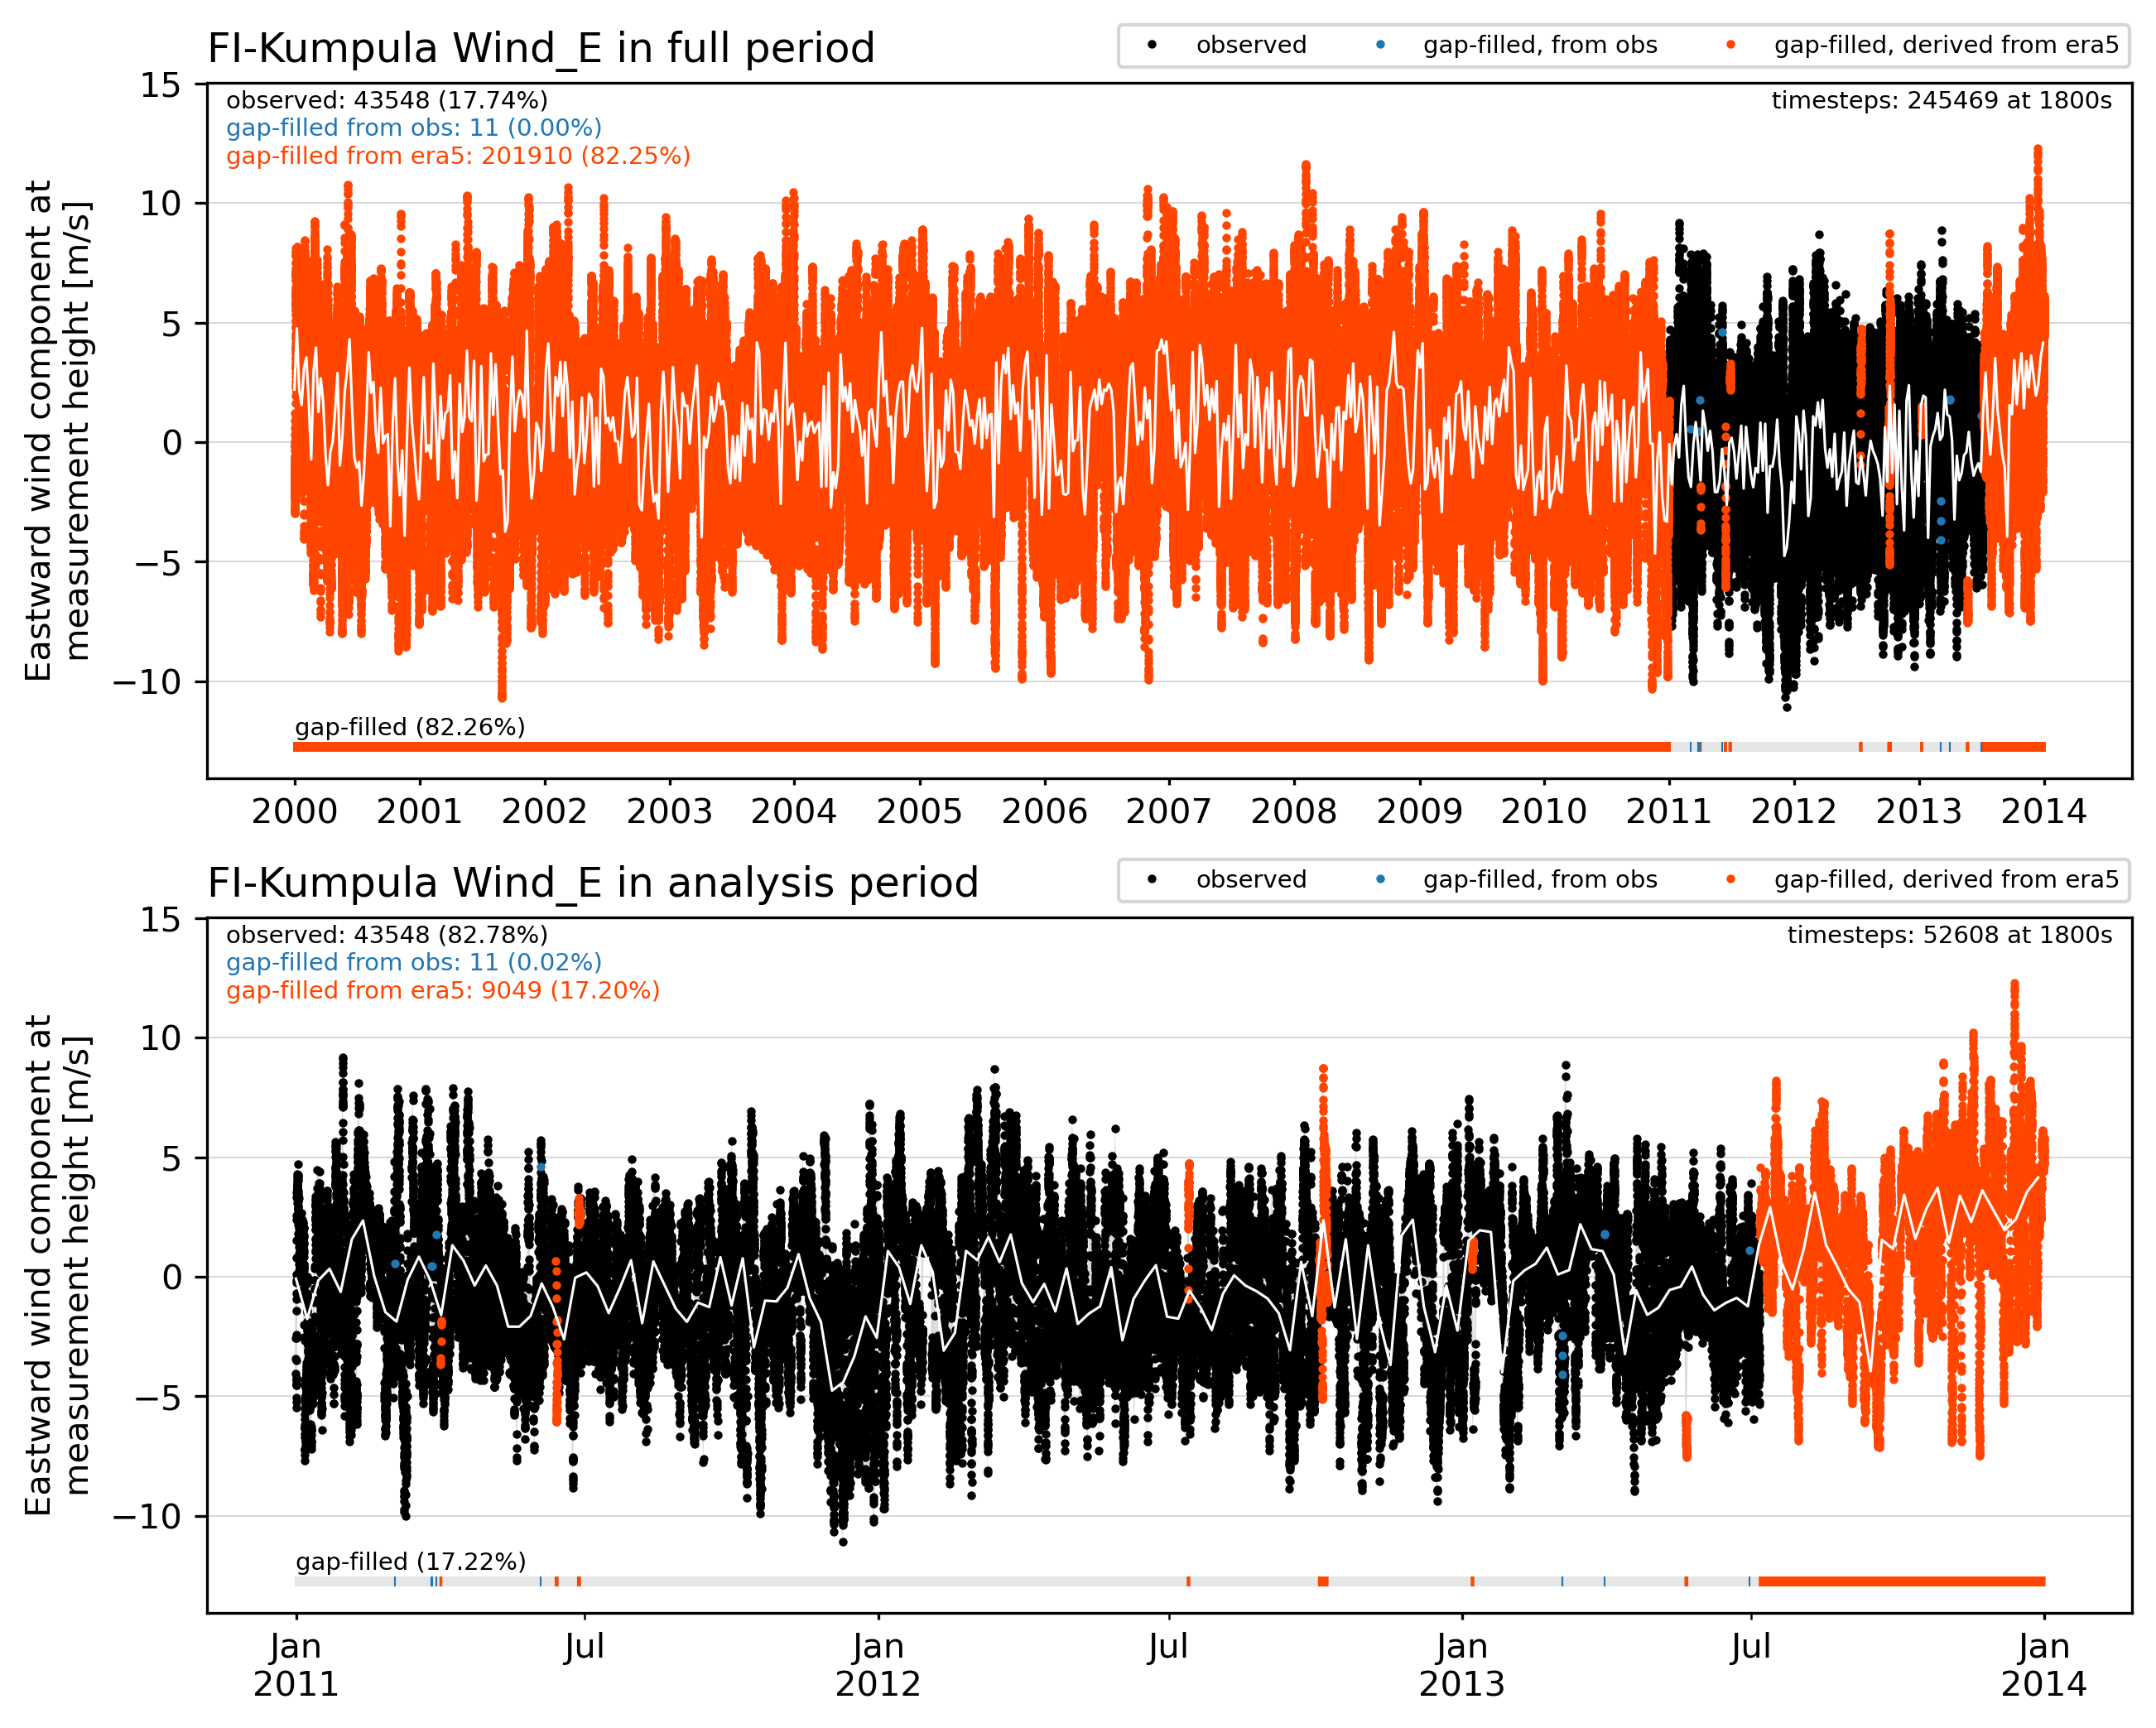 FI-Kumpula Wind_E in full period
observed
gap-filled, from obs
gap-filled, derived from era5
observed: 43548 (17.74%)
timesteps: 245469 at 1800s
gap-filled from obs: 11 (0.00%)
gap-filled from era5: 201910 (82.25%)
Eastward wind component at
measurement height [m/s]
15
10
5
0
−5
−10
gap-filled (82.26%)
2000 2001 2002 2003 2004 2005 2006 2007 2008 2009 2010 2011 2012 2013 2014
FI-Kumpula Wind_E in analysis period
observed
gap-filled, from obs
gap-filled, derived from era5
observed: 43548 (82.78%)
timesteps: 52608 at 1800s
gap-filled from obs: 11 (0.02%)
gap-filled from era5: 9049 (17.20%)
Eastward wind component at
measurement height [m/s]
15
10
5
0
−5
−10
gap-filled (17.22%)
Jan Jul Jan Jul Jan Jul Jan
2011 2012 2013 2014